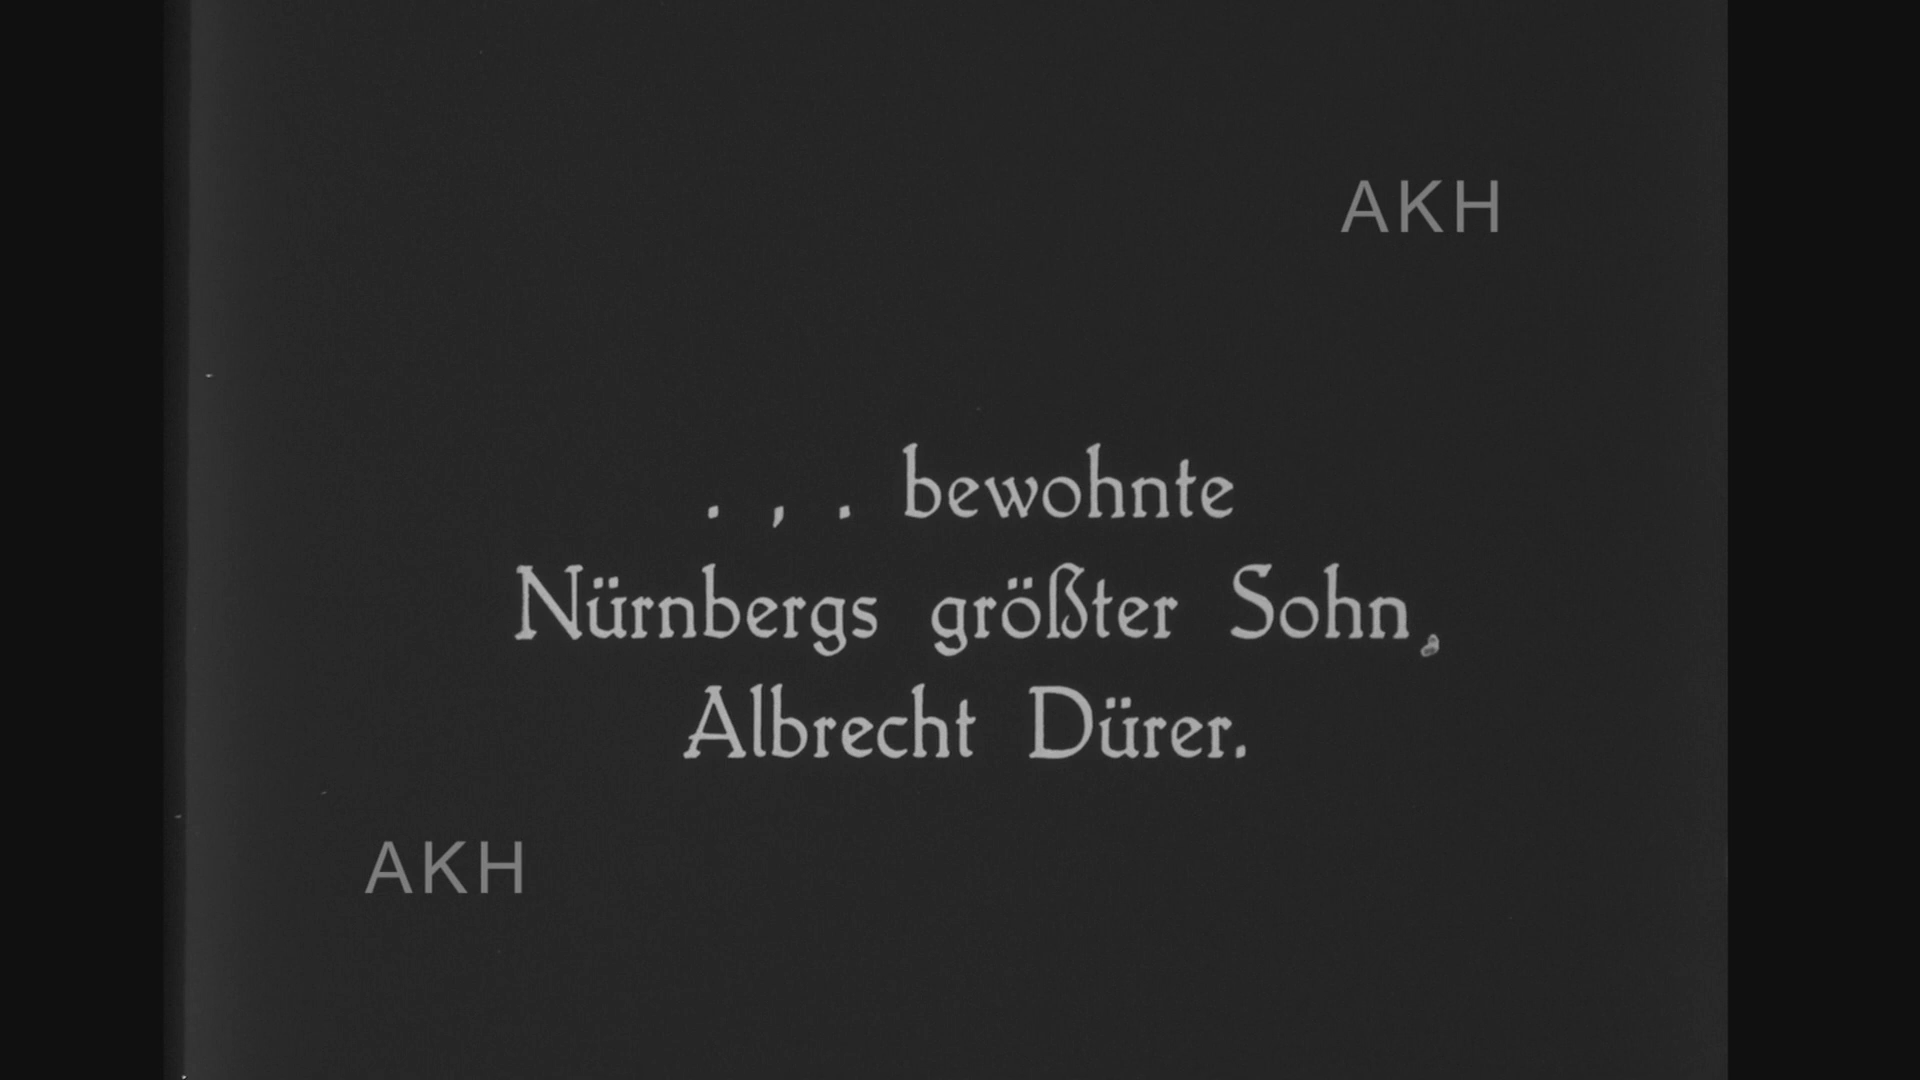 AKH
. , . bewohnte
Nürnbergs größter Sohn,
Albrecht Dürer.
AKH